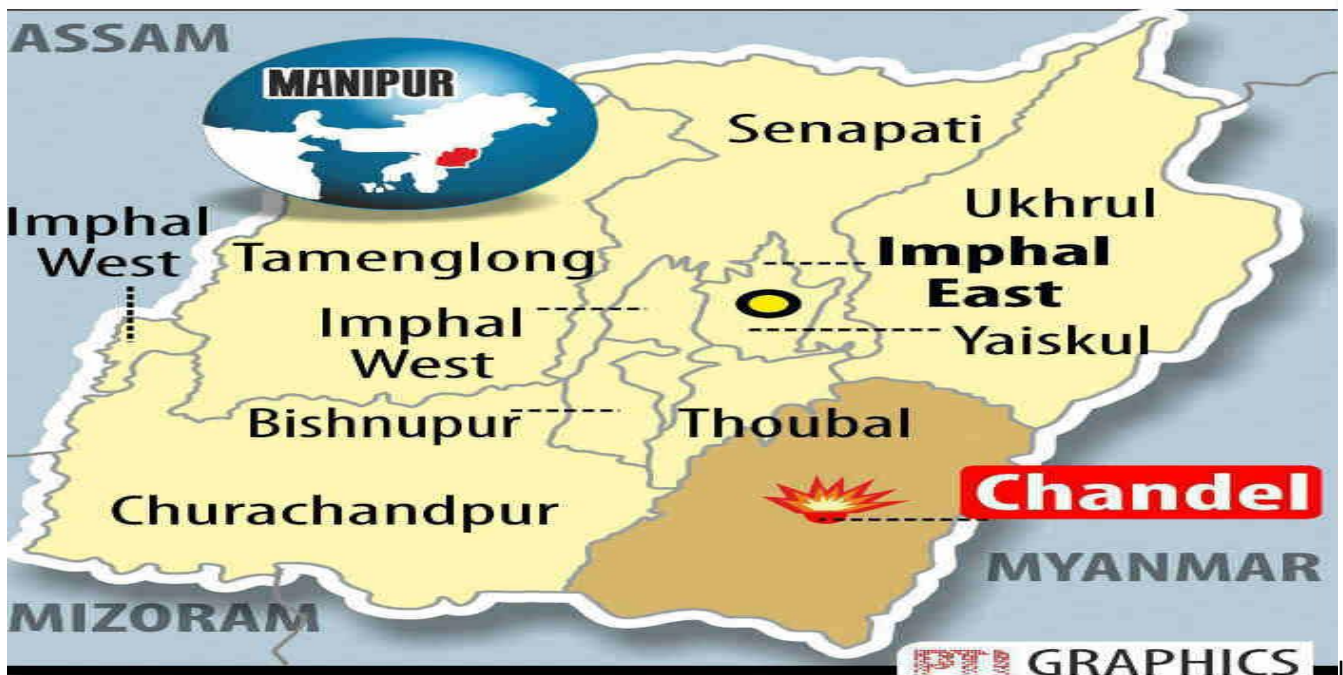 ASSAM
MANIPUR
Senapati
Ukhrul
Imphal
West
Tamenglong
Imphal
East
Imphal
West
Yaiskul
Bishnupur
Thoubal
Chandel
Churachandpur
MYANMAR
MIZORAM
PTI GRAPHICS